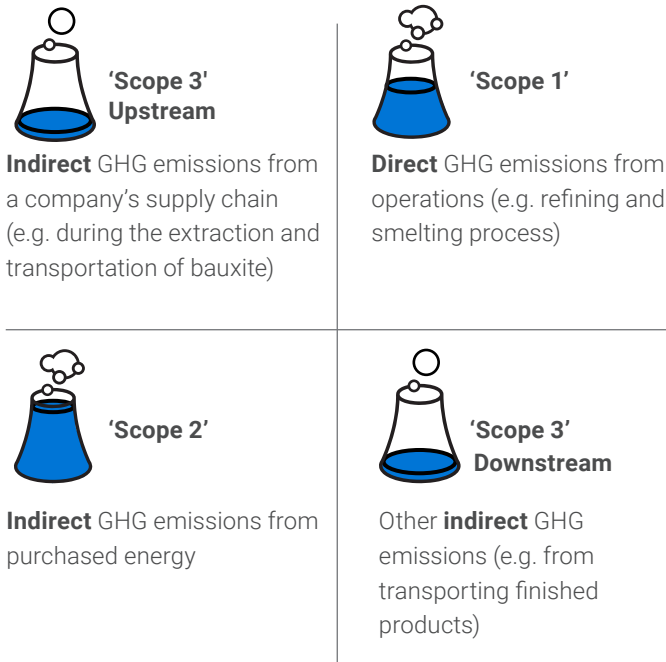 ‘Scope 3'
Upstream
Indirect GHG emissions from
a company’s supply chain
(e.g. during the extraction and
transportation of bauxite)
‘Scope 1’
Direct GHG emissions from
operations (e.g. refining and
smelting process)
‘Scope 2’
Indirect GHG emissions from
purchased energy
‘Scope 3’
Downstream
Other indirect GHG
emissions (e.g. from
transporting finished
products)